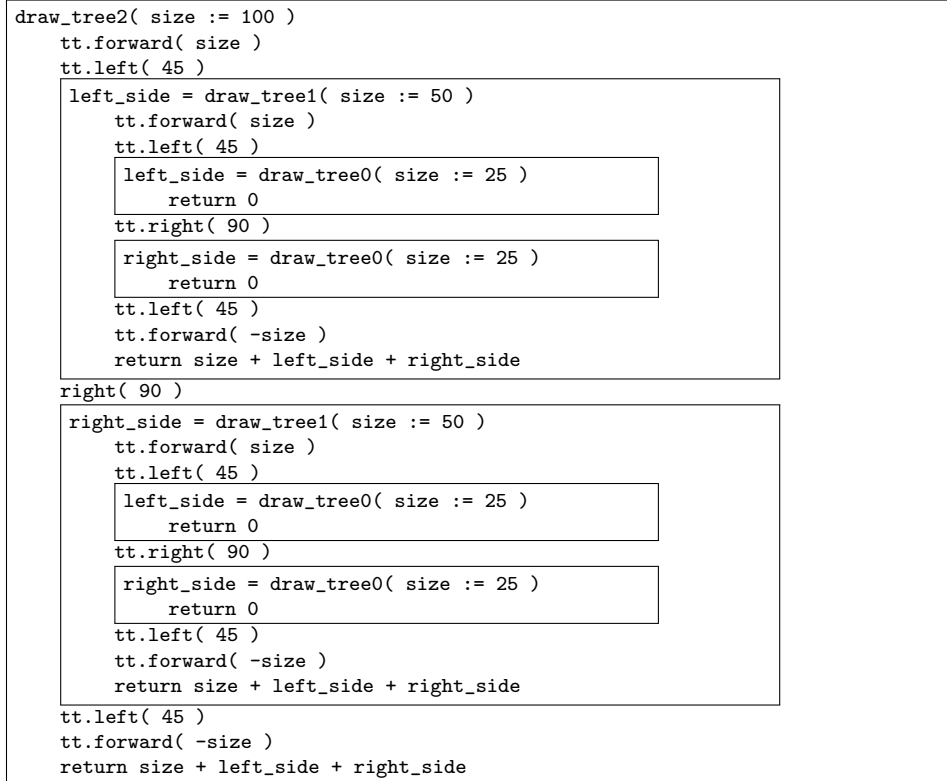 draw_tree2( size := 100 )
tt.forward( size )
tt.left( 45 )
left_side = draw_tree1( size := 50 )
tt.forward( size )
tt.left( 45 )
left_side = draw_tree0( size := 25 )
return 0
tt.right( 90 )
right_side = draw_tree0( size := 25 )
return 0
tt.left( 45 )
tt.forward( -size )
return size + left_side + right_side
right( 90 )
right_side = draw_tree1( size := 50 )
tt.forward( size )
tt.left( 45 )
left_side = draw_tree0( size := 25 )
return 0
tt.right( 90 )
right_side = draw_tree0( size := 25 )
return 0
tt.left( 45 )
tt.forward( -size )
return size + left_side + right_side
tt.left( 45 )
tt.forward( -size )
return size + left_side + right_side